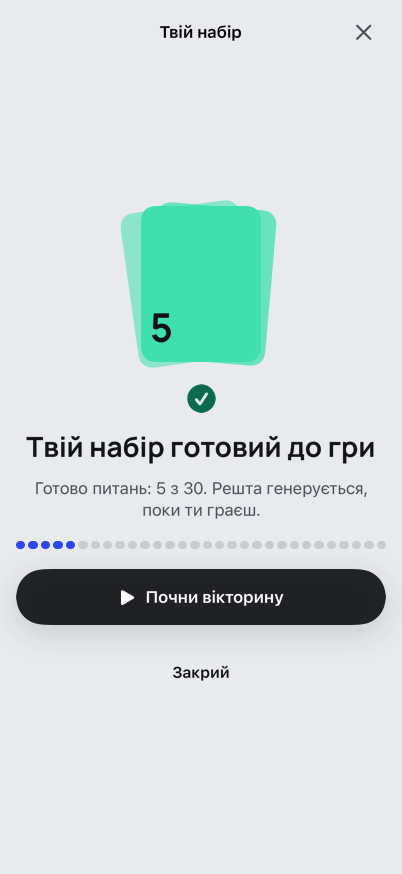 Твій набір
5
Твій набір готовий до гри
Готово питань: 5 з 30. Решта генерується,
поки ти граєш.
Почни вікторину
Закрий